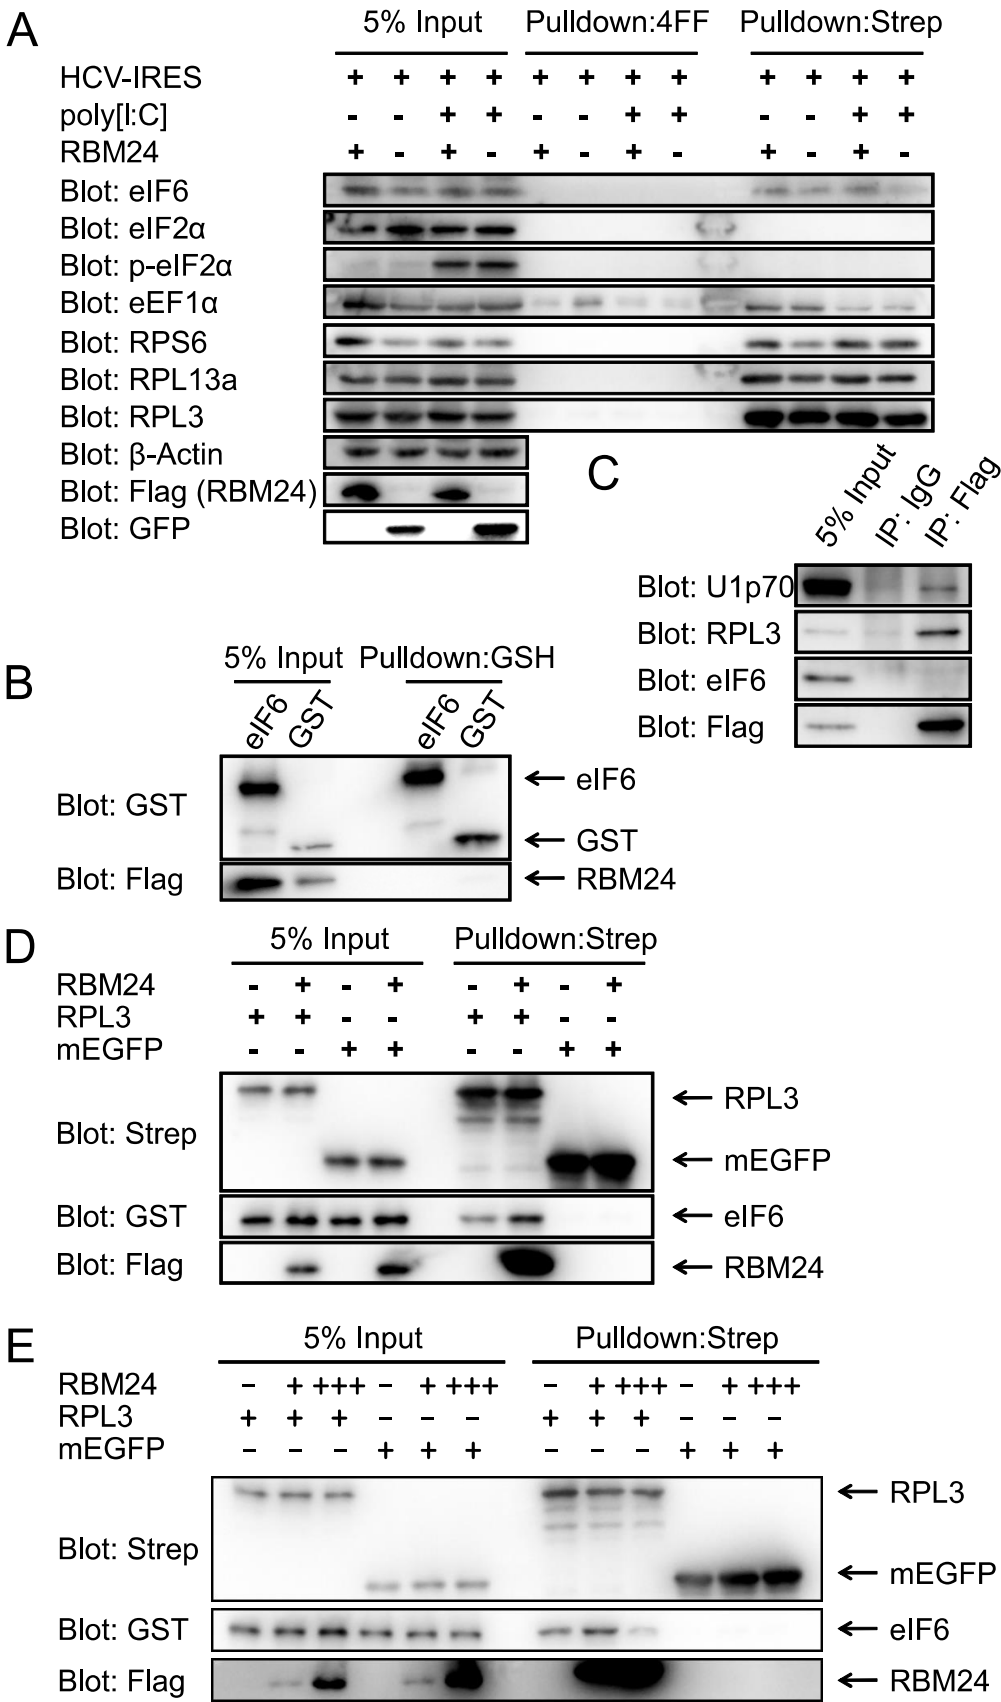 A
5% Input Pulldown:4FF Pulldown:Strep
HCV-IRES + + + + + + + + + + + +
poly[I:C] - - + + - - + + - - + +
RBM24 + - + - + - + - + - + -
Blot: eIF6
Blot: eIF2α
Blot: p-eIF2α
Blot: eEF1α
Blot: RPS6
Blot: RPL13a
Blot: RPL3
Blot: β-Actin
Blot: Flag (RBM24)
Blot: GFP
C
5% Input IP: IgG IP: Flag
Blot: U1p70
Blot: RPL3
Blot: eIF6
Blot: Flag
B
5% Input Pulldown:GSH
eIF6 GST eIF6 GST
Blot: GST
← eIF6
← GST
Blot: Flag ← RBM24
D
5% Input Pulldown:Strep
RBM24 - + - + - + - +
RPL3 + + - - + + - -
mEGFP - - + + - - + +
Blot: Strep
← RPL3
← mEGFP
Blot: GST ← eIF6
Blot: Flag ← RBM24
E
5% Input Pulldown:Strep
RBM24 – + +++ – + +++ – + +++ – + +++
RPL3 + + + – – – + + + – – –
mEGFP – – – + + + – – – + + +
Blot: Strep
← RPL3
← mEGFP
Blot: GST ← eIF6
Blot: Flag ← RBM24